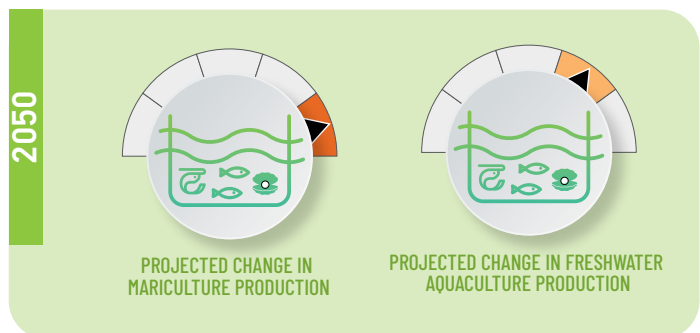 2050
PROJECTED CHANGE IN
MARICULTURE PRODUCTION
PROJECTED CHANGE IN FRESHWATER
AQUACULTURE PRODUCTION